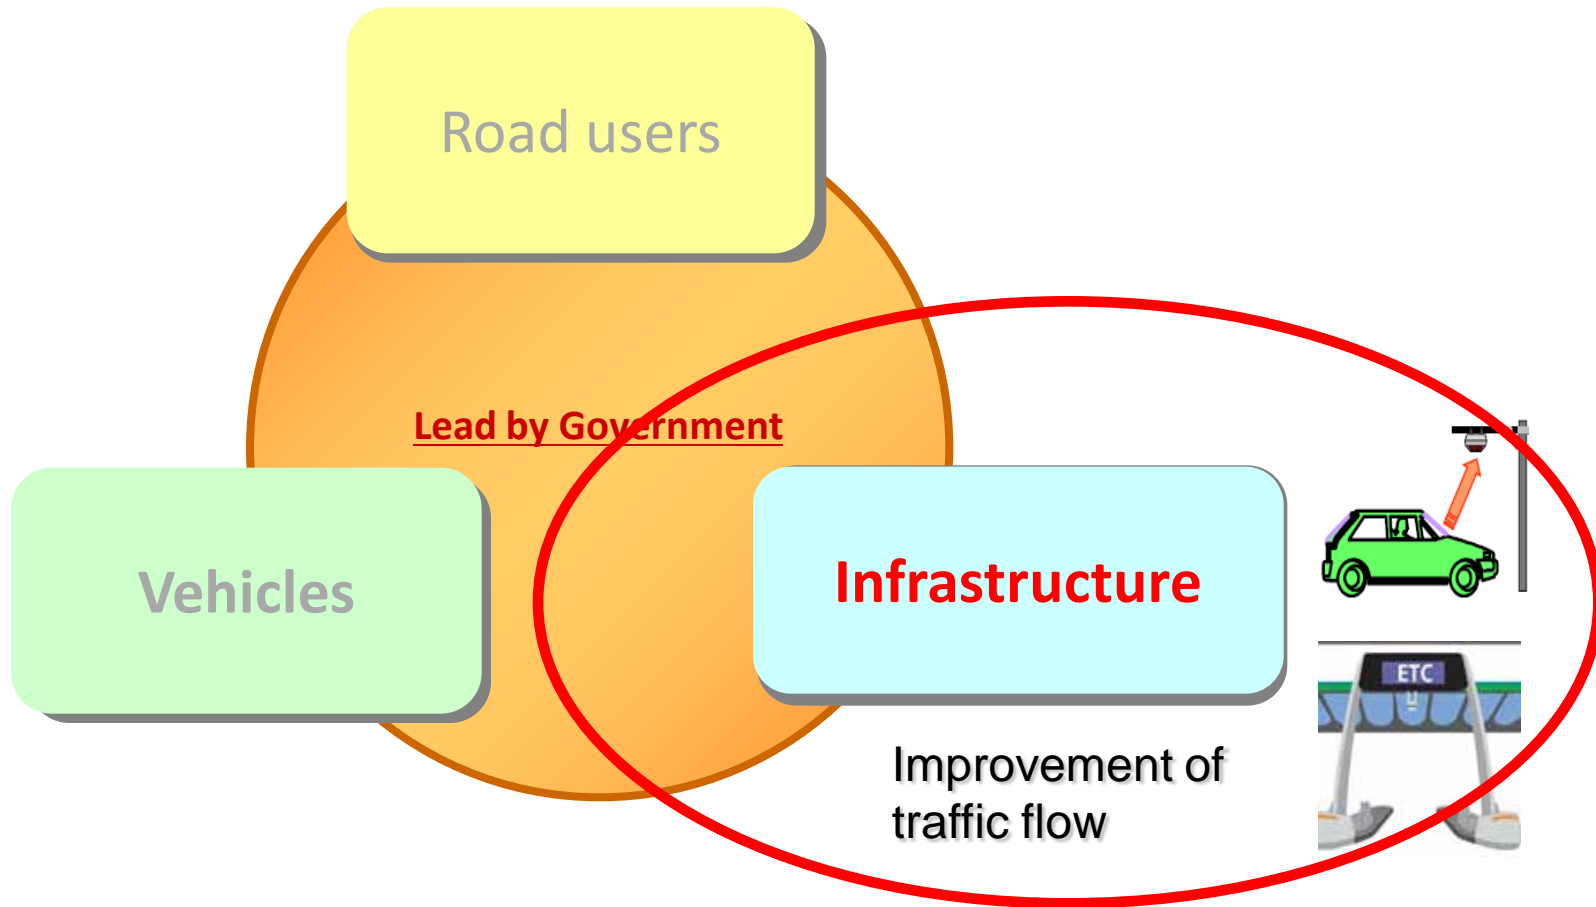 Road users
Lead by Government
Vehicles
Infrastructure
ETC
Improvement of
traffic flow